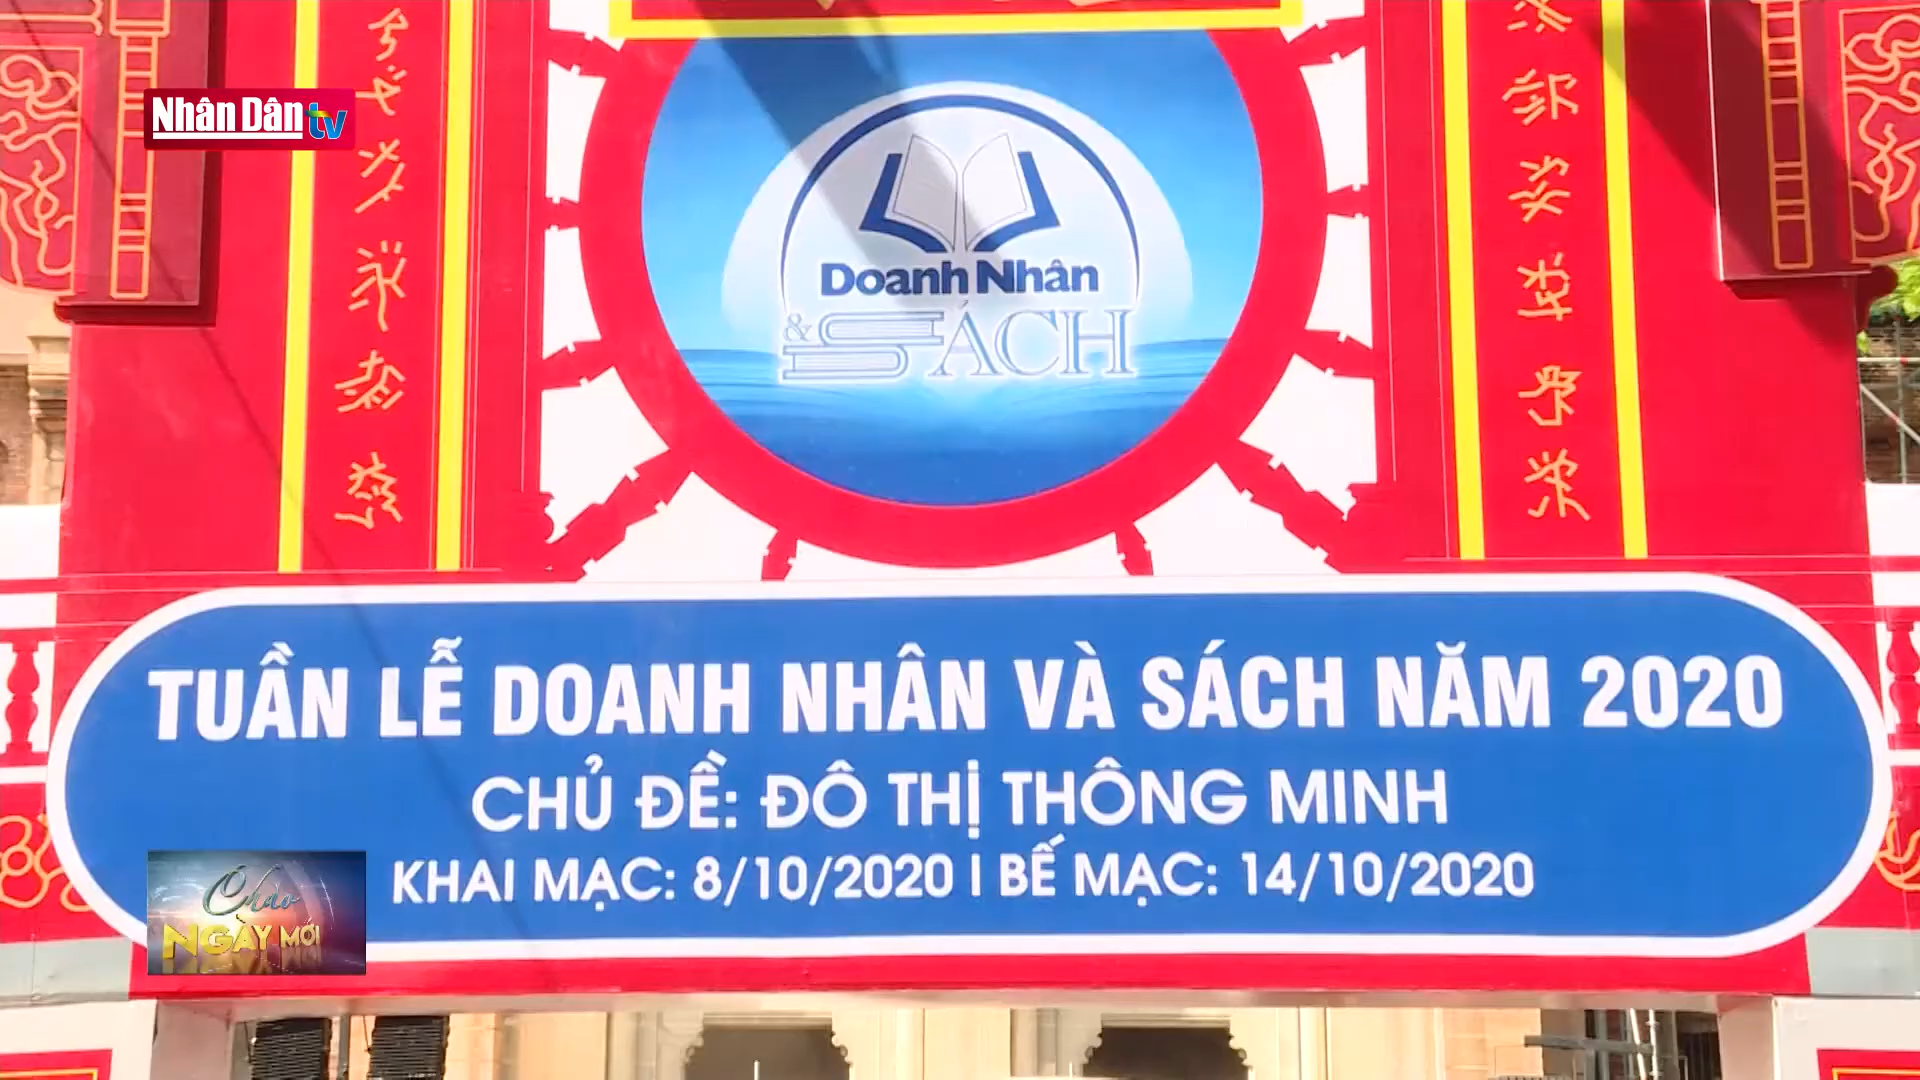 Nhân Dân tv
Doanh Nhân
& SÁCH
TUẦN LỄ DOANH NHÂN VÀ SÁCH NĂM 2020
CHỦ ĐỀ: ĐÔ THỊ THÔNG MINH
KHAI MẠC: 8/10/2020 | BẾ MẠC: 14/10/2020
Chào
NGÀY MỚI